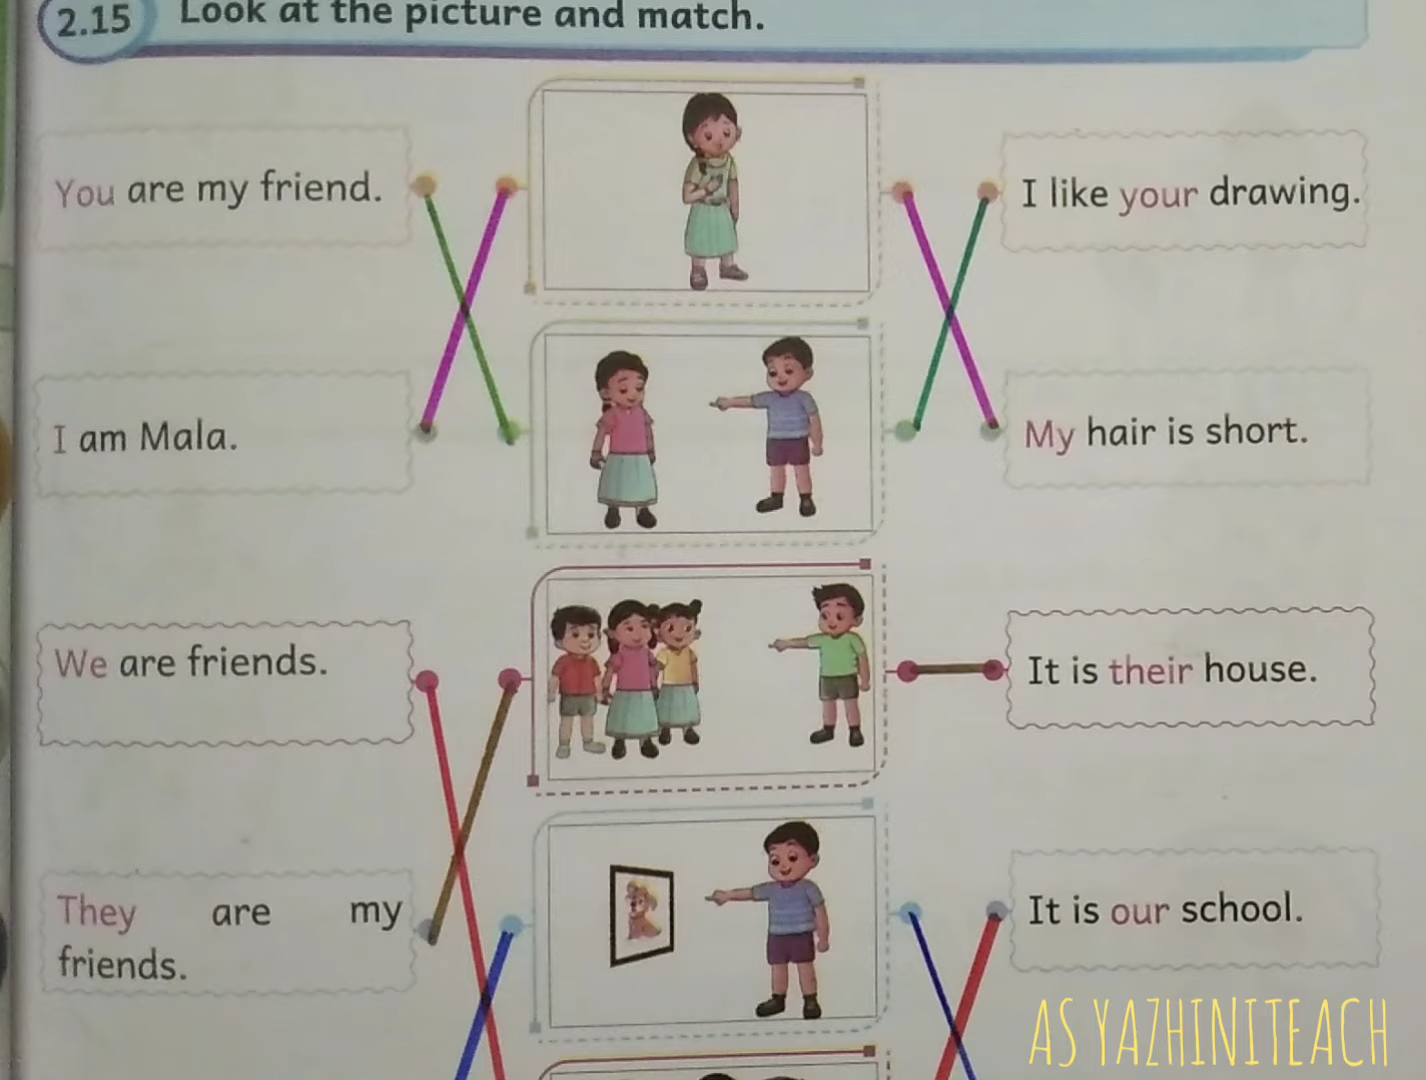 2.15 Look at the picture and match.
You are my friend.
I like your drawing.
I am Mala.
My hair is short.
We are friends.
It is their house.
They are my
friends.
It is our school.
AS YAZHINITEACH